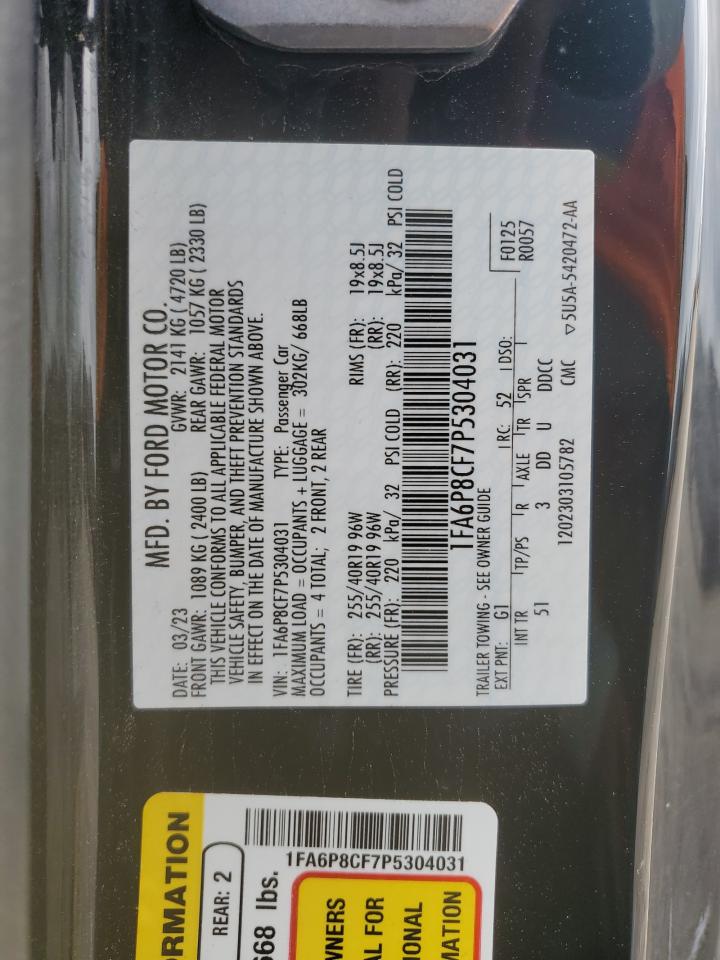 MFD. BY FORD MOTOR CO.
DATE: 03/23 GVWR: 2141 KG ( 4720 LB)
FRONT GAWR: 1089 KG ( 2400 LB) REAR GAWR: 1057 KG ( 2330 LB)
THIS VEHICLE CONFORMS TO ALL APPLICABLE FEDERAL MOTOR
VEHICLE SAFETY, BUMPER, AND THEFT PREVENTION STANDARDS
IN EFFECT ON THE DATE OF MANUFACTURE SHOWN ABOVE.
VIN: 1FA6P8CF7P5304031 TYPE: Passenger Car
MAXIMUM LOAD = OCCUPANTS + LUGGAGE = 302KG/ 668LB
OCCUPANTS = 4 TOTAL; 2 FRONT, 2 REAR
TIRE (FR): 255/40R19 96W RIMS (FR): 19x8.5J
(RR): 255/40R19 96W (RR): 19x8.5J
PRESSURE (FR): 220 kPa/ 32 PSI COLD (RR): 220 kPa/ 32 PSI COLD
1FA6P8CF7P5304031
TRAILER TOWING - SEE OWNER GUIDE
EXT PNT: G1 RC: 52 DSO: F0125
R0057
INT TR TP/PS R AXLE TR SPR
51 3 DD U DDCC
1202303105782 CMC ▽5U5A-5420472-AA
ORMATION
REAR: 2
668 lbs.
1FA6P8CF7P5304031
WNERS
AL FOR
IONAL
MATION